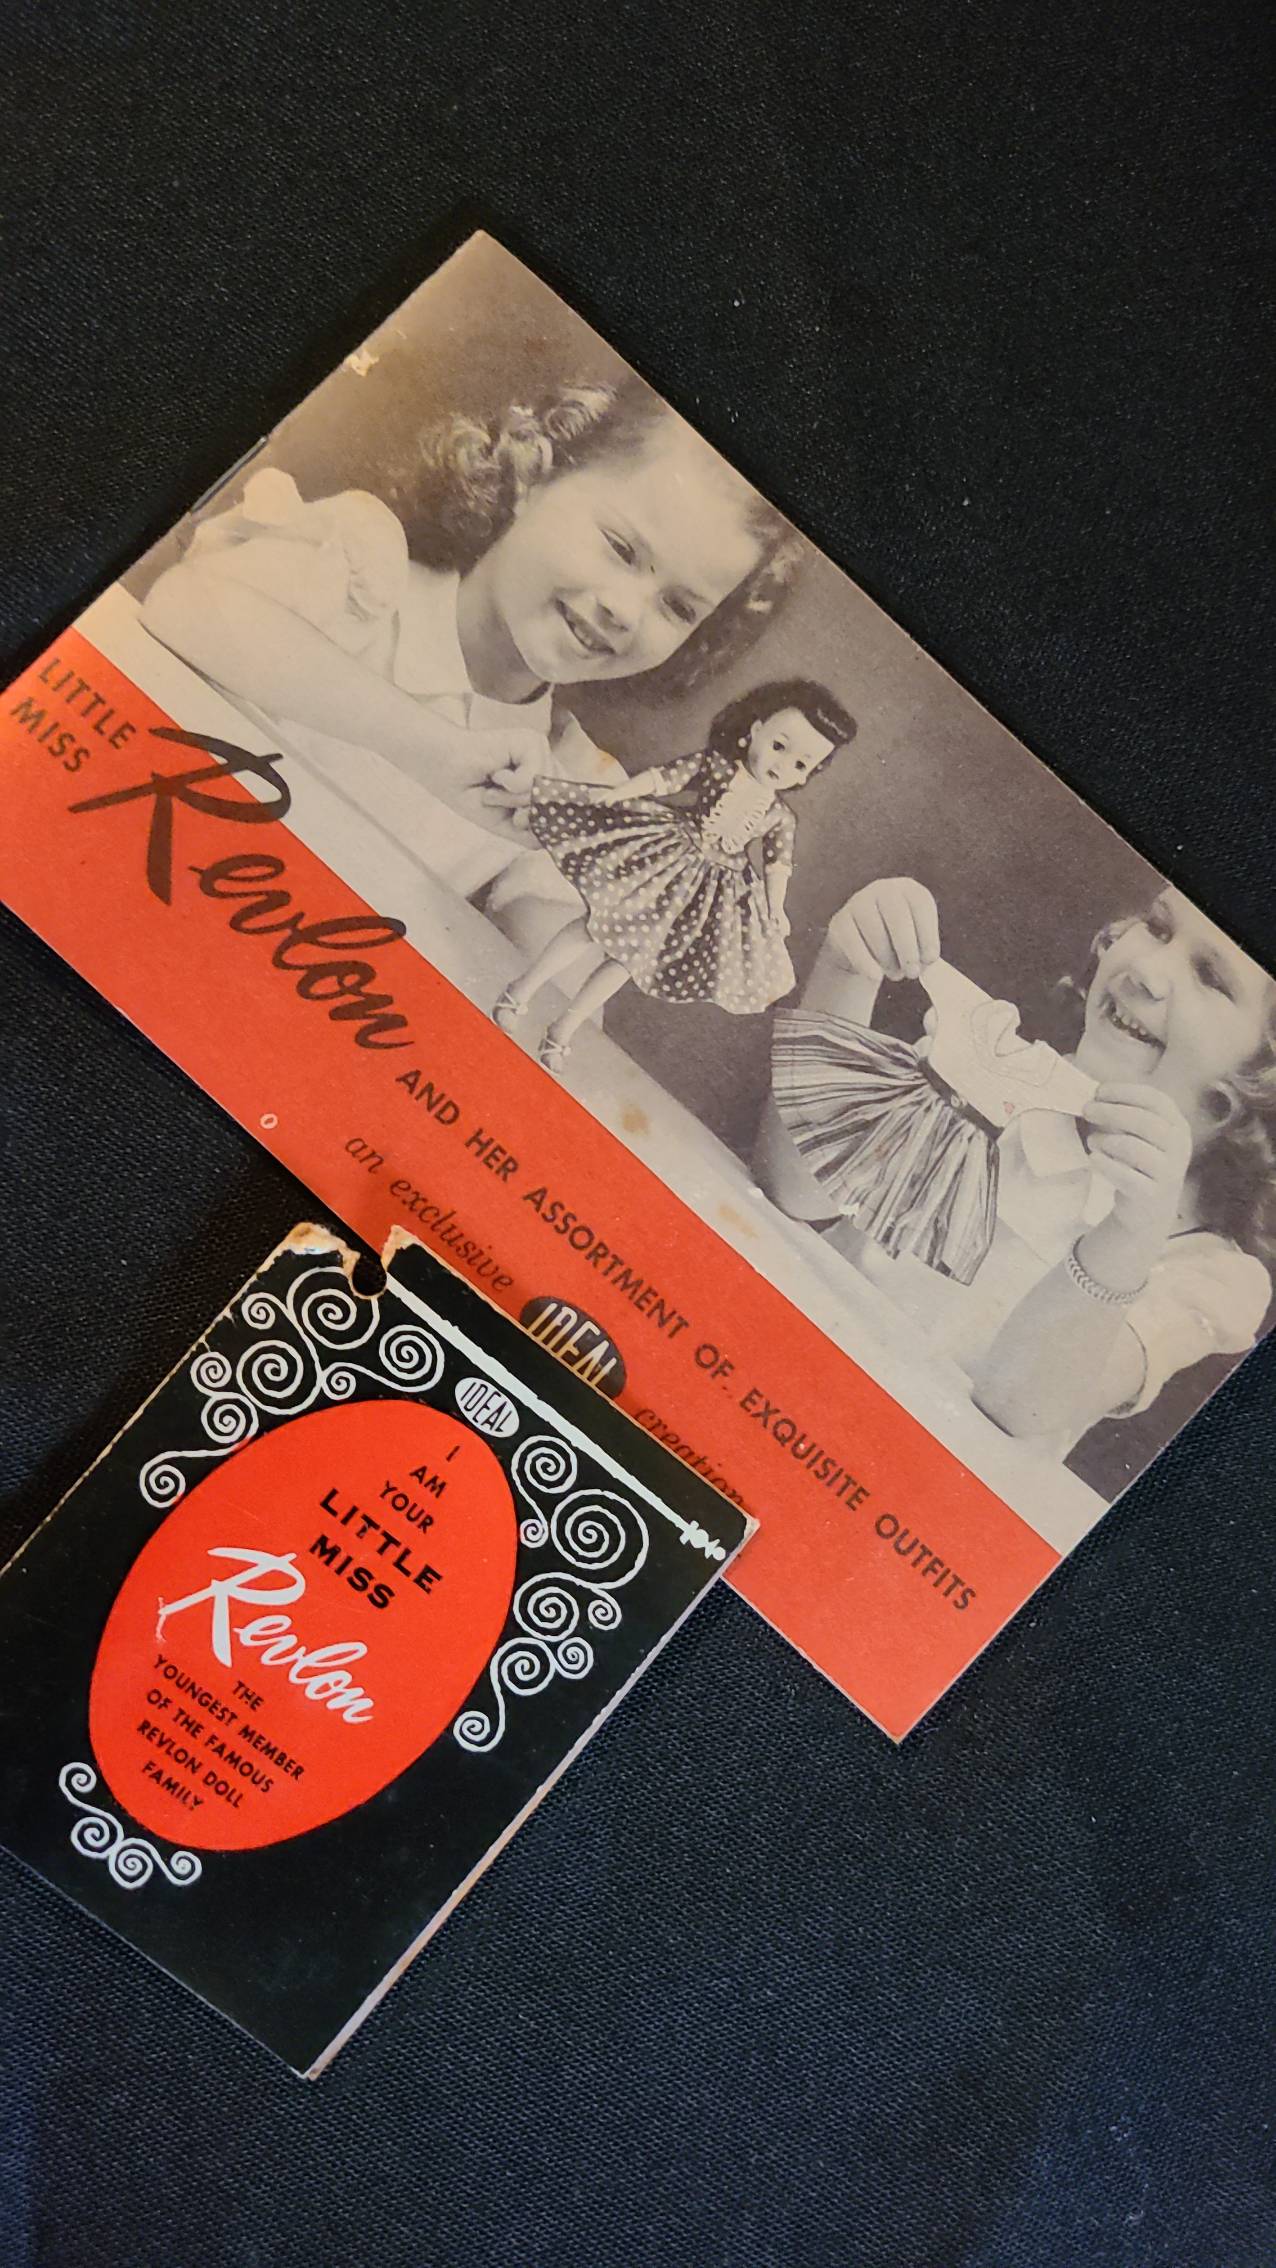 LITTLE
MISS
Revlon AND HER ASSORTMENT OF EXQUISITE OUTFITS
an exclusive IDEAL creation
IDEAL
I
AM
YOUR
LITTLE
MISS
Revlon
THE
YOUNGEST MEMBER
OF THE FAMOUS
REVLON DOLL
FAMILY